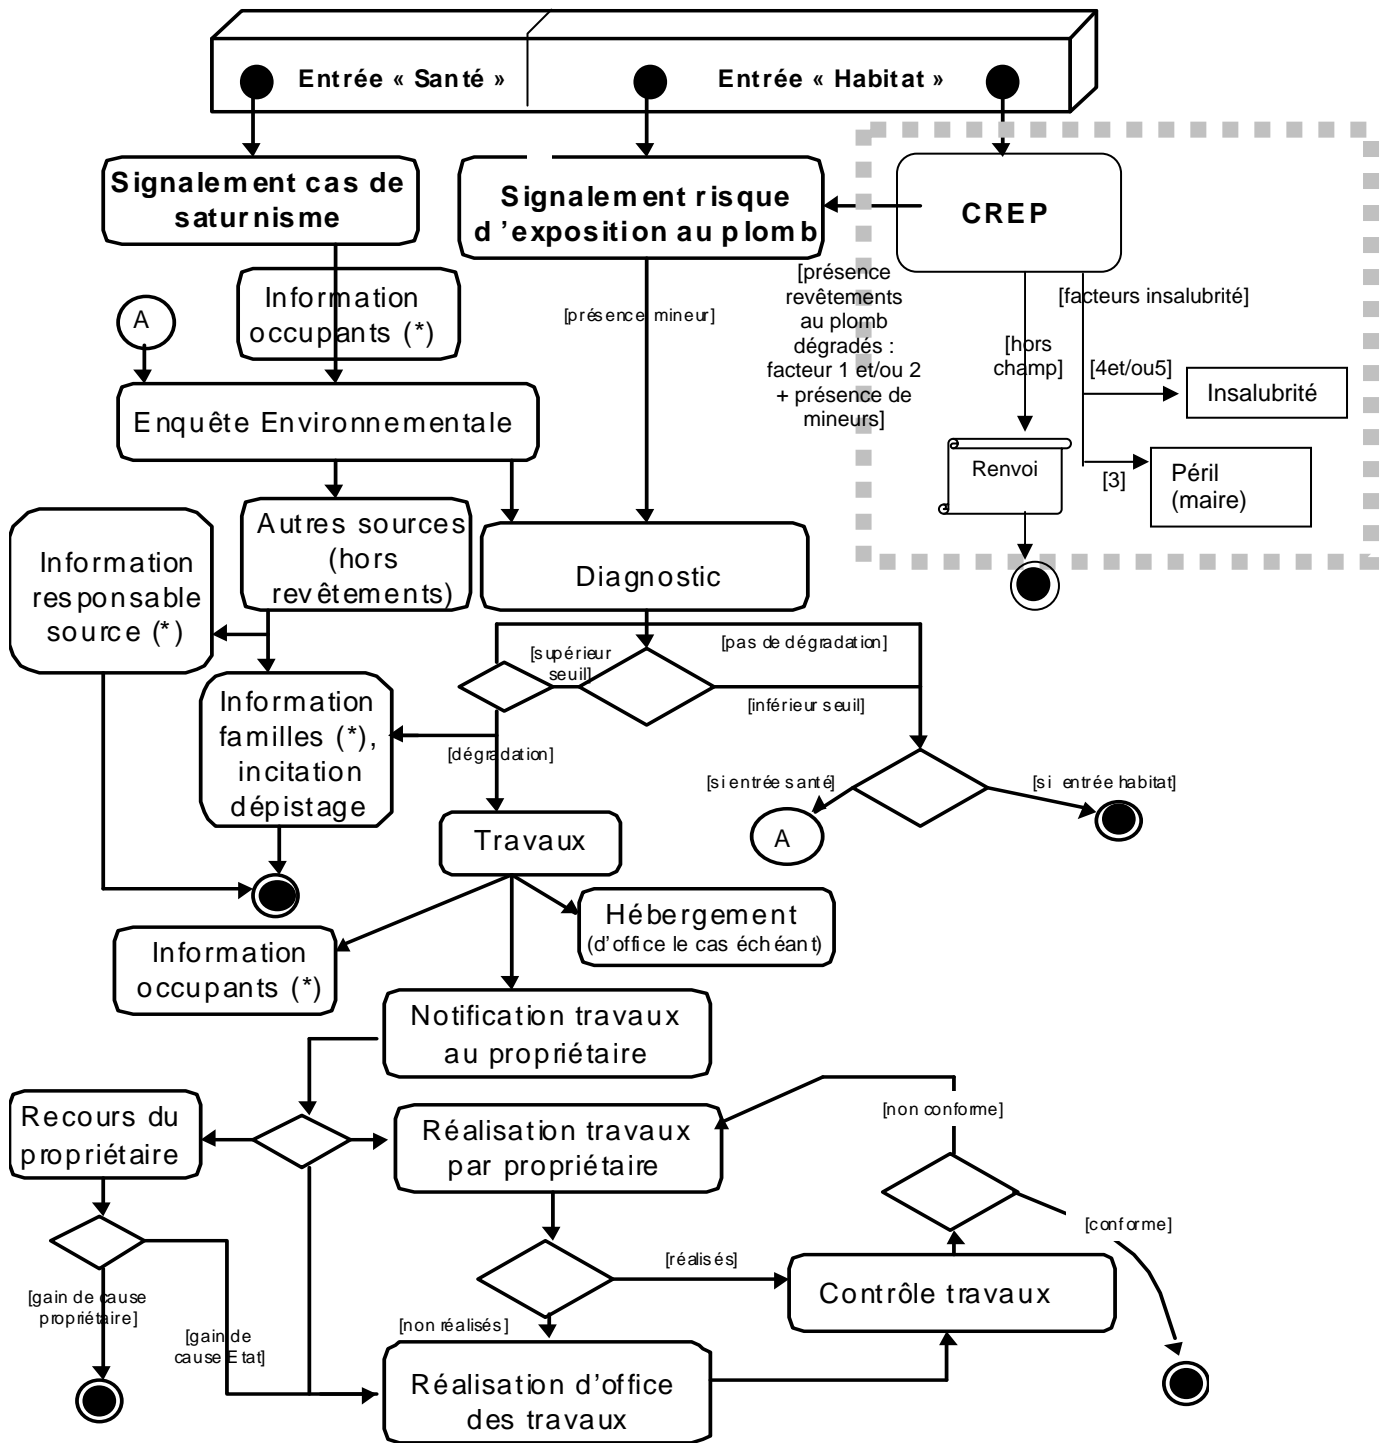 Entrée « Santé »
Entrée « Habitat »
Signalement cas de
saturnisme
Signalement risque
d ’exposition au plomb
CREP
Information
occupants (*)
A
[présence mineur]
[présence
revêtements
au plomb
dégradés :
facteur 1 et/ou 2
+ présence de
mineurs]
[hors
champ]
[facteurs insalubrité]
[4et/ou5]
Insalubrité
Enquête Environnementale
Renvoi
[3]
Péril
(maire)
Autres sources
(hors
revêtements)
Information
responsable
source (*)
Diagnostic
[supérieur
seuil]
[pas de dégradation]
[inférieur seuil]
Information
familles (*),
incitation
dépistage
[dégradation]
[si entrée santé]
[si entrée habitat]
A
Travaux
Hébergement
(d’office le cas échéant)
Information
occupants (*)
Notification travaux
au propriétaire
Recours du
propriétaire
Réalisation travaux
par propriétaire
[non conforme]
[conforme]
[réalisés]
Contrôle travaux
[gain de cause
propriétaire]
[gain de
cause Etat]
[non réalisés]
Réalisation d’office
des travaux